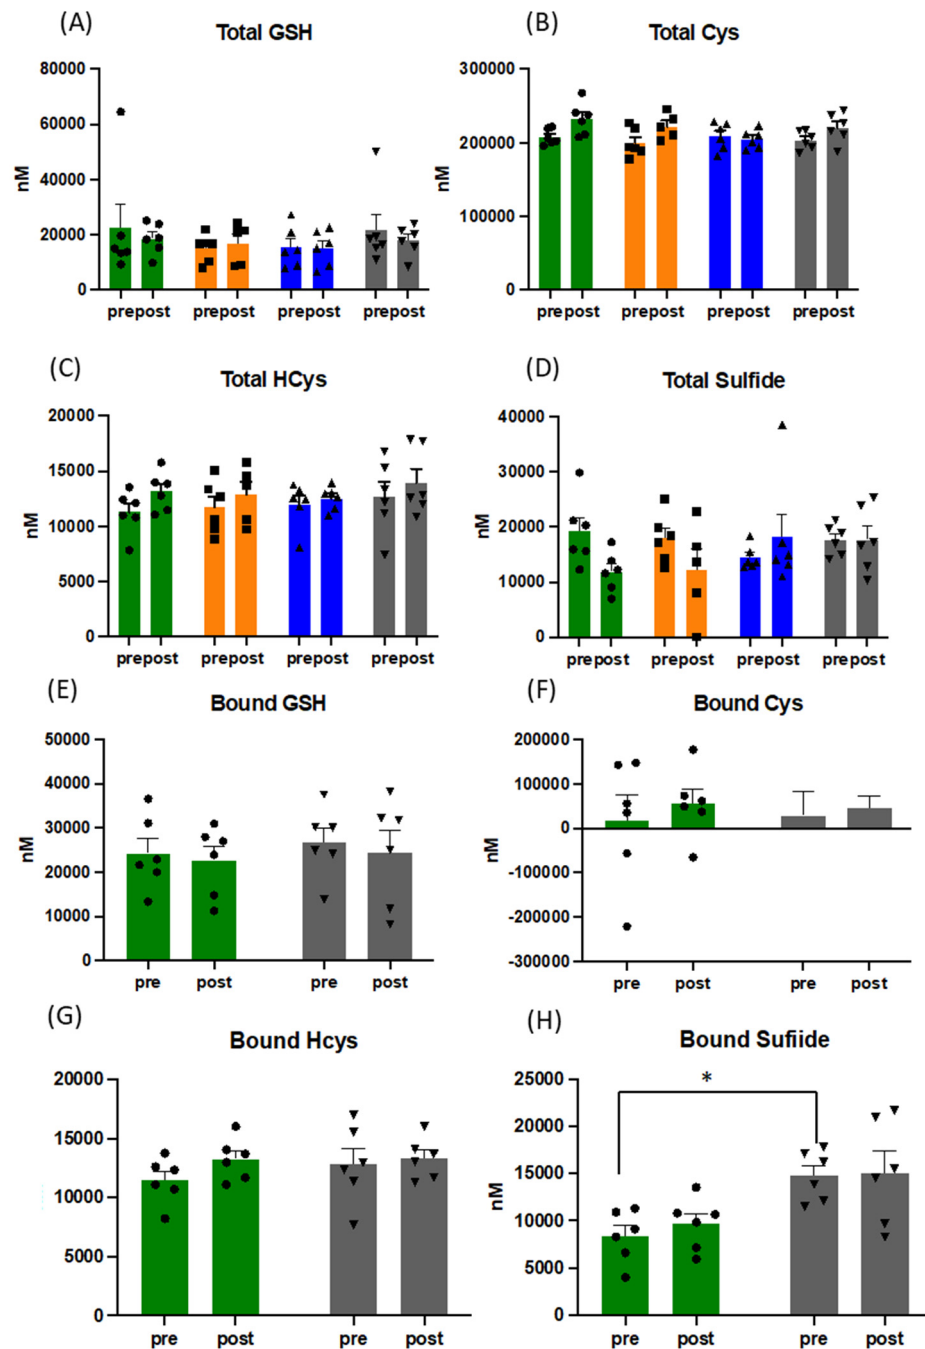 (A)
Total GSH
80000
60000
40000
20000
0
nM
prepost prepost prepost prepost
(B)
Total Cys
300000
200000
100000
0
nM
prepost prepost prepost prepost
(C)
Total HCys
20000
15000
10000
5000
0
nM
prepost prepost prepost prepost
(D)
Total Sulfide
40000
30000
20000
10000
0
nM
prepost prepost prepost prepost
(E)
Bound GSH
50000
40000
30000
20000
10000
0
nM
pre post pre post
(F)
Bound Cys
200000
100000
0
-100000
-200000
-300000
nM
pre post pre post
(G)
Bound Hcys
20000
15000
10000
5000
0
nM
pre post pre post
(H)
Bound Sufiide
*
25000
20000
15000
10000
5000
0
nM
pre post pre post